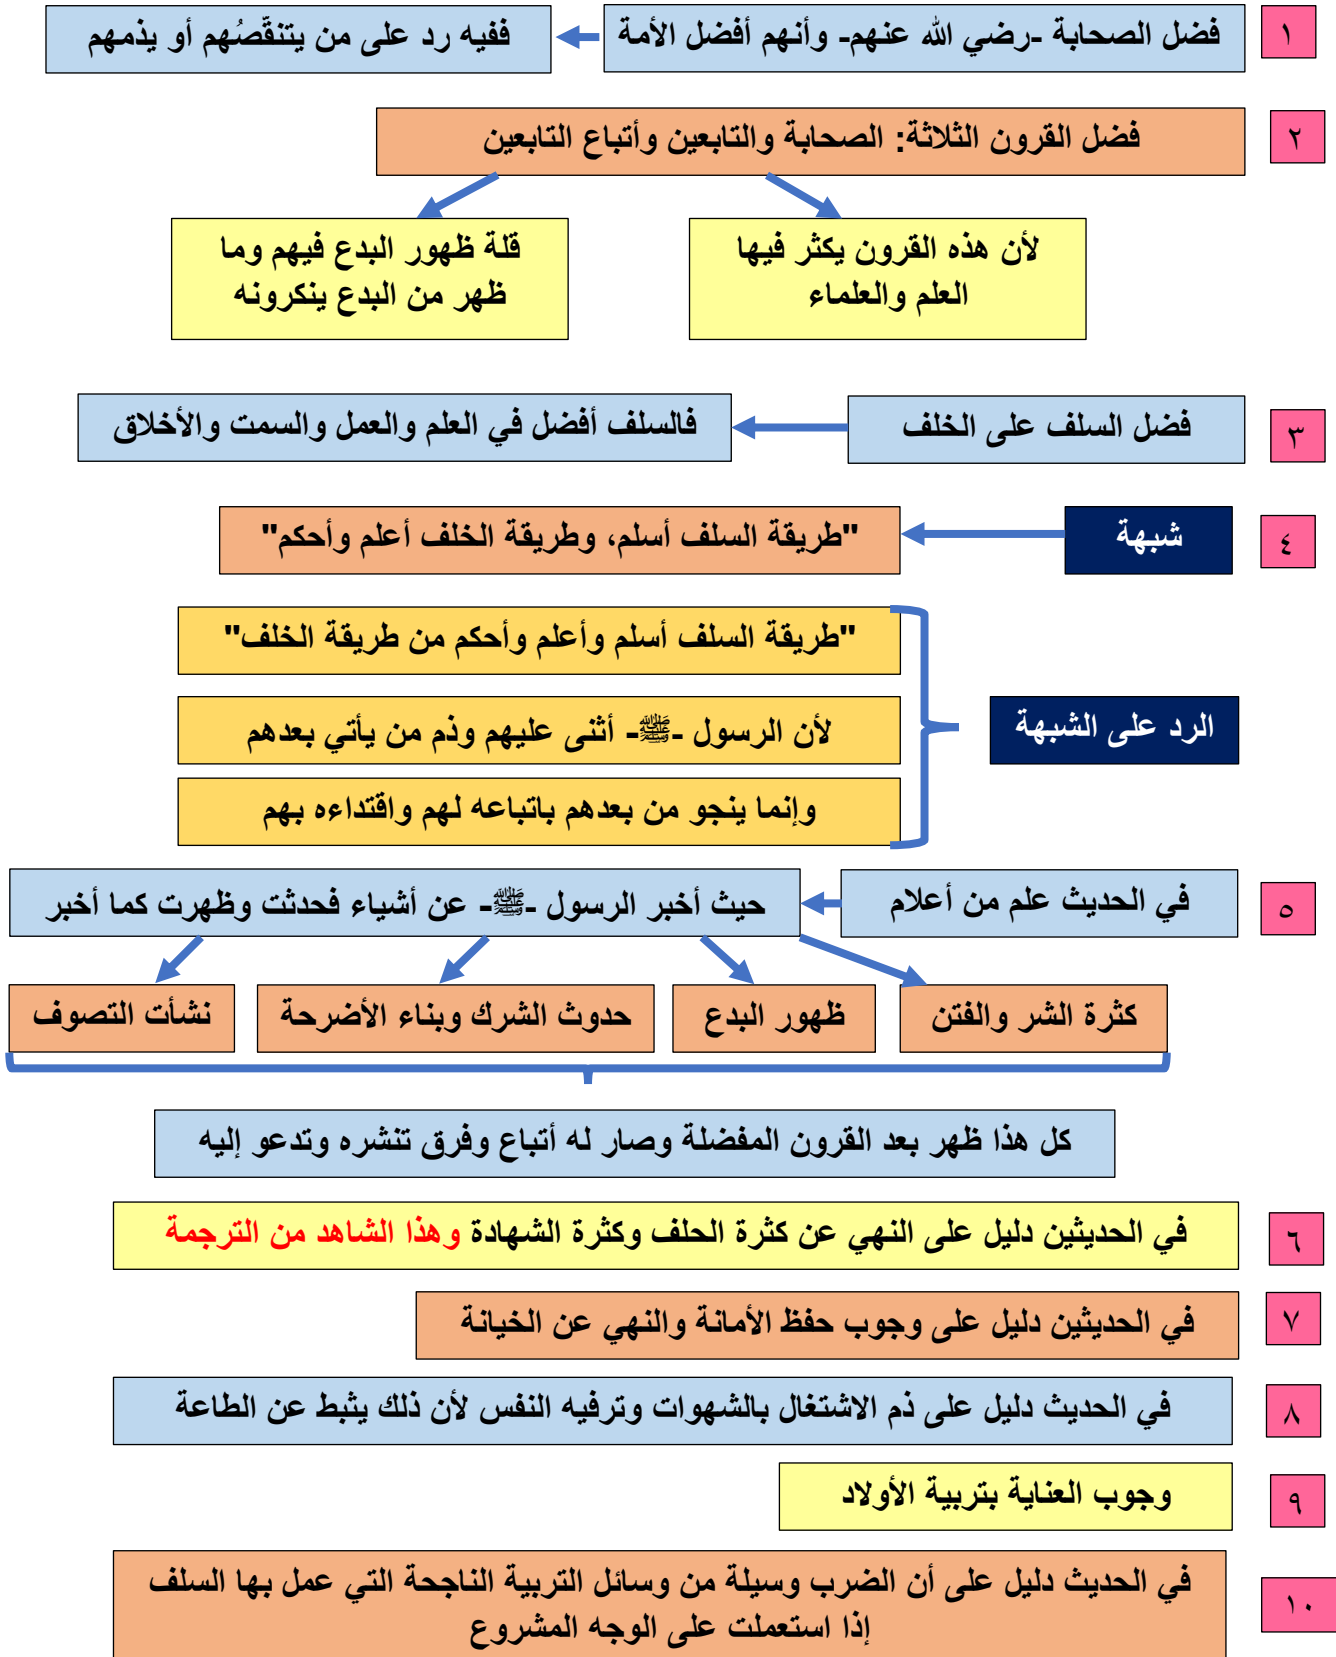 ١
فضل الصحابة -رضي الله عنهم- وأنهم أفضل الأمة
ففيه رد على من يتنقّصُهم أو يذمهم
٢
فضل القرون الثلاثة: الصحابة والتابعين وأتباع التابعين
لأن هذه القرون يكثر فيها
العلم والعلماء
قلة ظهور البدع فيهم وما
ظهر من البدع ينكرونه
٣
فضل السلف على الخلف
فالسلف أفضل في العلم والعمل والسمت والأخلاق
٤
شبهة
"طريقة السلف أسلم، وطريقة الخلف أعلم وأحكم"
الرد على الشبهة
"طريقة السلف أسلم وأعلم وأحكم من طريقة الخلف"
لأن الرسول -ﷺ- أثنى عليهم وذم من يأتي بعدهم
وإنما ينجو من بعدهم باتباعه لهم واقتداءه بهم
٥
في الحديث علم من أعلام
حيث أخبر الرسول -ﷺ- عن أشياء فحدثت وظهرت كما أخبر
كثرة الشر والفتن
ظهور البدع
حدوث الشرك وبناء الأضرحة
نشأت التصوف
كل هذا ظهر بعد القرون المفضلة وصار له أتباع وفرق تنشره وتدعو إليه
٦
في الحديثين دليل على النهي عن كثرة الحلف وكثرة الشهادة وهذا الشاهد من الترجمة
٧
في الحديثين دليل على وجوب حفظ الأمانة والنهي عن الخيانة
٨
في الحديث دليل على ذم الاشتغال بالشهوات وترفيه النفس لأن ذلك يثبط عن الطاعة
٩
وجوب العناية بتربية الأولاد
١٠
في الحديث دليل على أن الضرب وسيلة من وسائل التربية الناجحة التي عمل بها السلف
إذا استعملت على الوجه المشروع